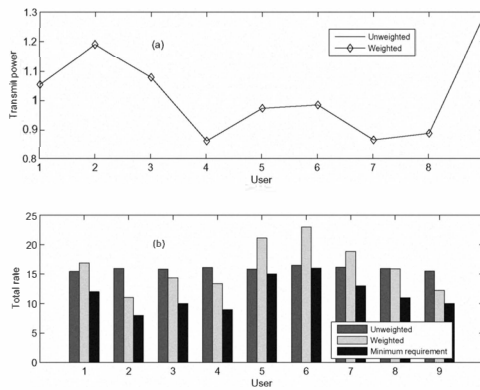 1.3
1.2
1.1
1
0.9
0.8
Transmit power
(a)
Unweighted
Weighted
1 2 3 4 5 6 7 8
User
25
20
15
10
5
0
Total rate
(b)
Unweighted
Weighted
Minimum requirement
1 2 3 4 5 6 7 8 9
User